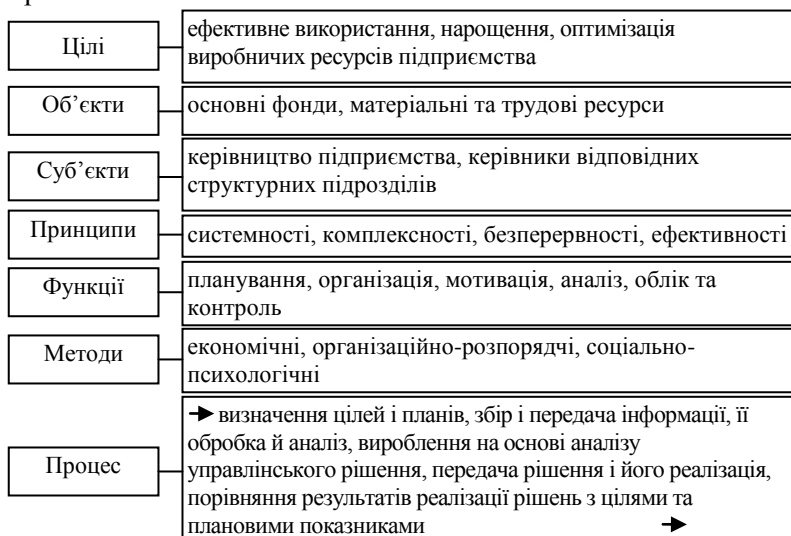 Цілі
ефективне використання, нарощення, оптимізація
виробничих ресурсів підприємства
Об’єкти
основні фонди, матеріальні та трудові ресурси
Суб’єкти
керівництво підприємства, керівники відповідних
структурних підрозділів
Принципи
системності, комплексності, безперервності, ефективності
Функції
планування, організація, мотивація, аналіз, облік та
контроль
Методи
економічні, організаційно-розпорядчі, соціально-
психологічні
Процес
визначення цілей і планів, збір і передача інформації, її
обробка й аналіз, вироблення на основі аналізу
управлінського рішення, передача рішення і його реалізація,
порівняння результатів реалізації рішень з цілями та
плановими показниками